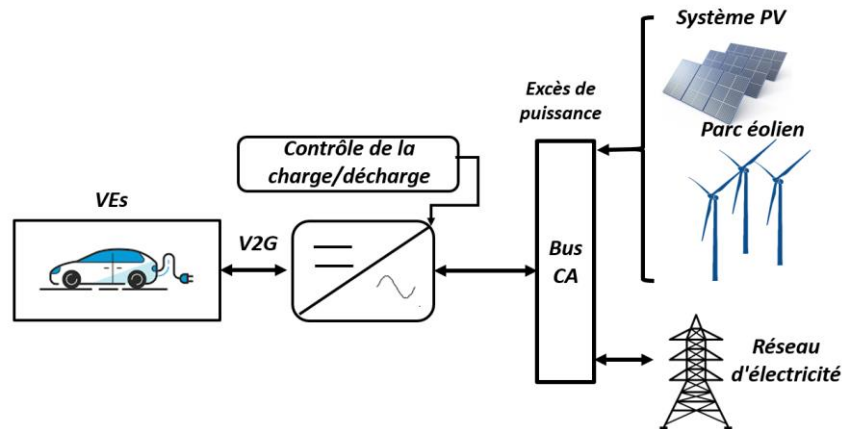 Système PV
Excès de
puissance
Parc éolien
Contrôle de la
charge/décharge
VEs
V2G
Bus
CA
Réseau
d'électricité